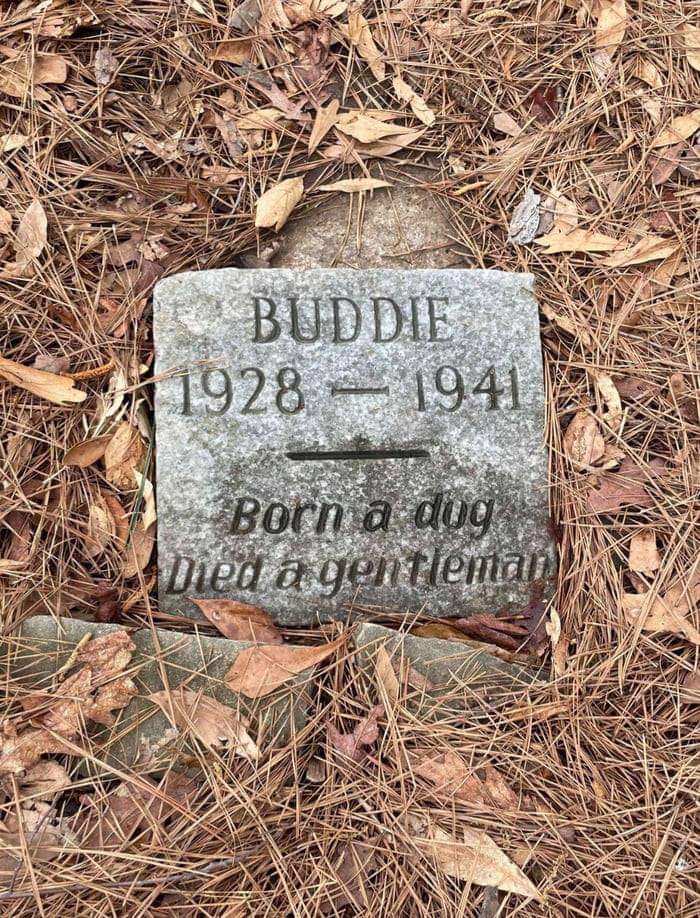 BUDDIE
1928 — 1941
Born a dog
Died a gentleman